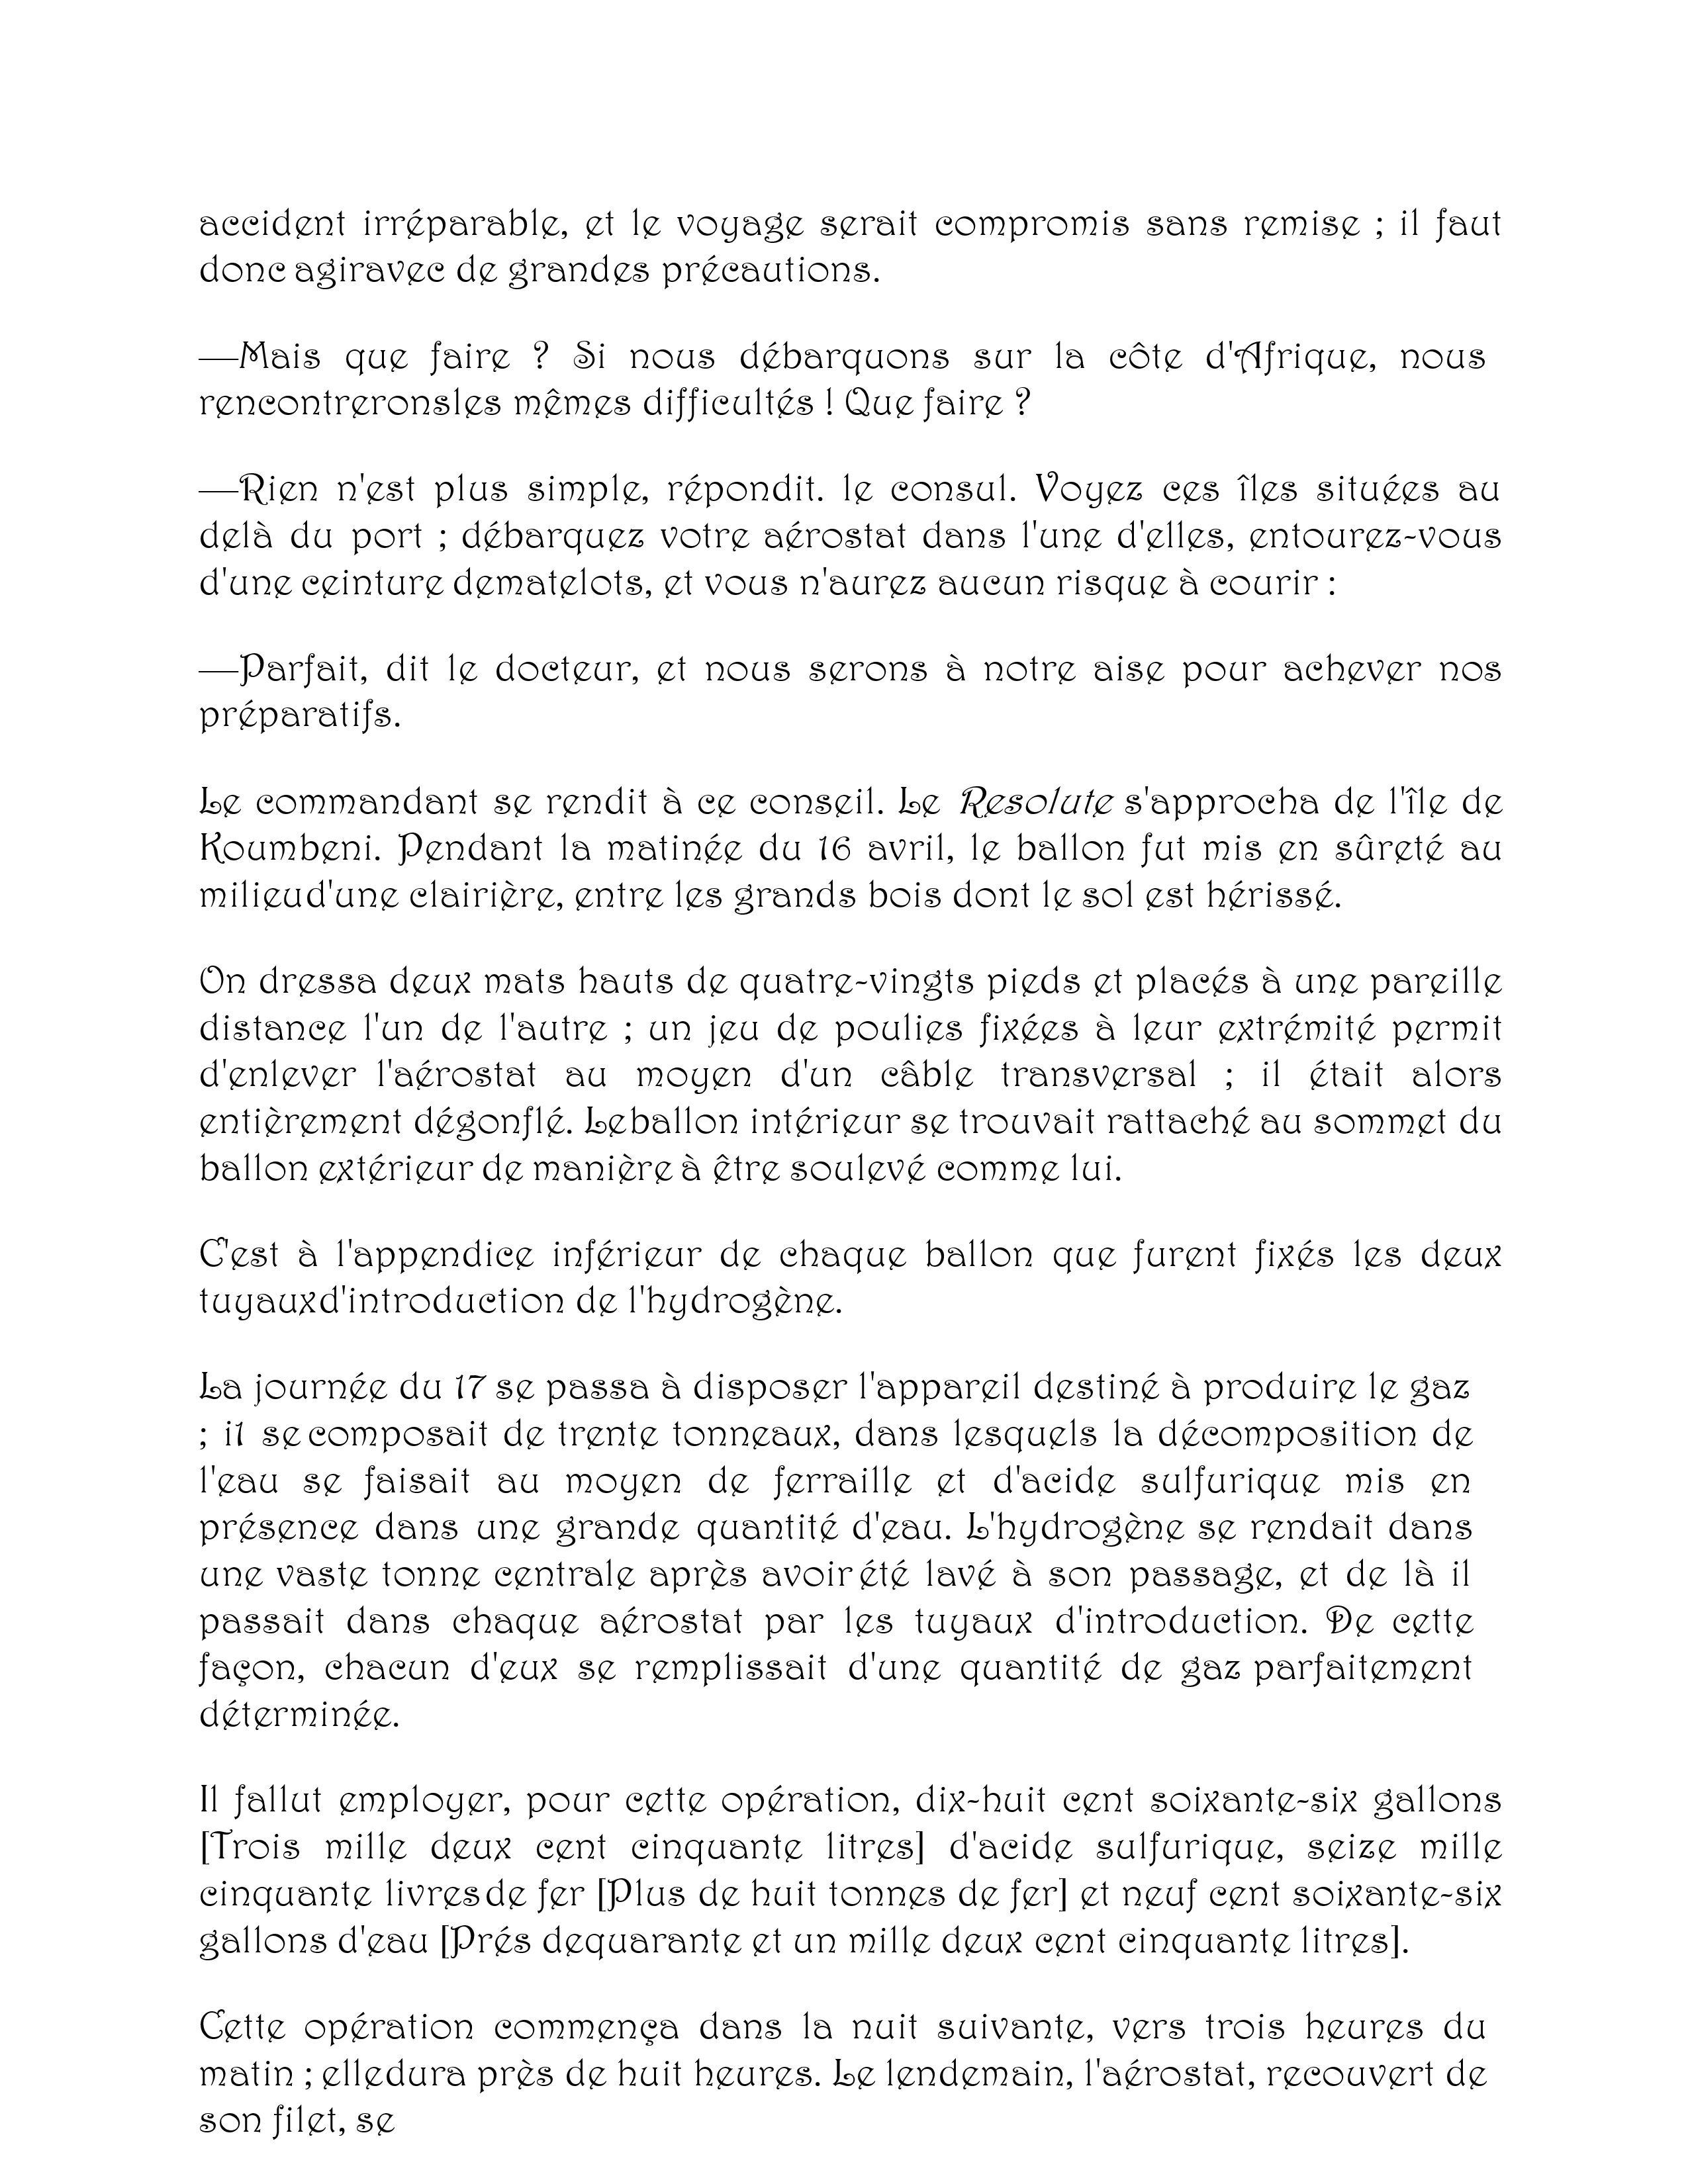 accident irréparable, et le voyage serait compromis sans remise ; il faut
donc agiravec de grandes précautions.
—Mais que faire ? Si nous débarquons sur la côte d'Afrique, nous
rencontreronsles mêmes difficultés ! Que faire ?
—Rien n'est plus simple, répondit. le consul. Voyez ces îles situées au
delà du port ; débarquez votre aérostat dans l'une d'elles, entourez-vous
d'une ceinture dematelots, et vous n'aurez aucun risque à courir :
—Parfait, dit le docteur, et nous serons à notre aise pour achever nos
préparatifs.
Le commandant se rendit à ce conseil. Le Resolute s'approcha de l'île de
Koumbeni. Pendant la matinée du 16 avril, le ballon fut mis en sûreté au
milieud'une clairière, entre les grands bois dont le sol est hérissé.
On dressa deux mats hauts de quatre-vingts pieds et placés à une pareille
distance l'un de l'autre ; un jeu de poulies fixées à leur extrémité permit
d'enlever l'aérostat au moyen d'un câble transversal ; il était alors
entièrement dégonflé. Leballon intérieur se trouvait rattaché au sommet du
ballon extérieur de manière à être soulevé comme lui.
C'est à l'appendice inférieur de chaque ballon que furent fixés les deux
tuyauxd'introduction de l'hydrogène.
La journée du 17 se passa à disposer l'appareil destiné à produire le gaz
; i1 se composait de trente tonneaux, dans lesquels la décomposition de
l'eau se faisait au moyen de ferraille et d'acide sulfurique mis en
présence dans une grande quantité d'eau. L'hydrogène se rendait dans
une vaste tonne centrale après avoir été lavé à son passage, et de là il
passait dans chaque aérostat par les tuyaux d'introduction. De cette
façon, chacun d'eux se remplissait d'une quantité de gaz parfaitement
déterminée.
Il fallut employer, pour cette opération, dix-huit cent soixante-six gallons
[Trois mille deux cent cinquante litres] d'acide sulfurique, seize mille
cinquante livresde fer [Plus de huit tonnes de fer] et neuf cent soixante-six
gallons d'eau [Prés dequarante et un mille deux cent cinquante litres].
Cette opération commença dans la nuit suivante, vers trois heures du
matin ; elledura près de huit heures. Le lendemain, l'aérostat, recouvert de
son filet, se